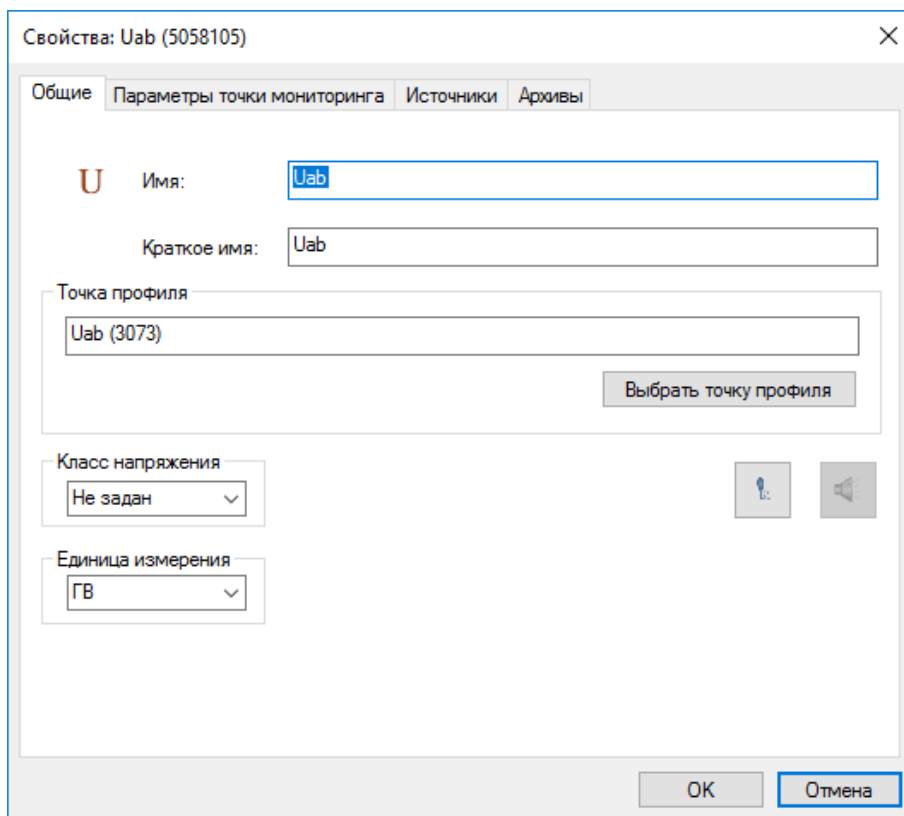 Свойства: Uab (5058105)
Общие Параметры точки мониторинга Источники Архивы
U Имя: Uab
Краткое имя: Uab
Точка профиля
Uab (3073)
Выбрать точку профиля
Класс напряжения
Не задан
Единица измерения
ГВ
OK Отмена